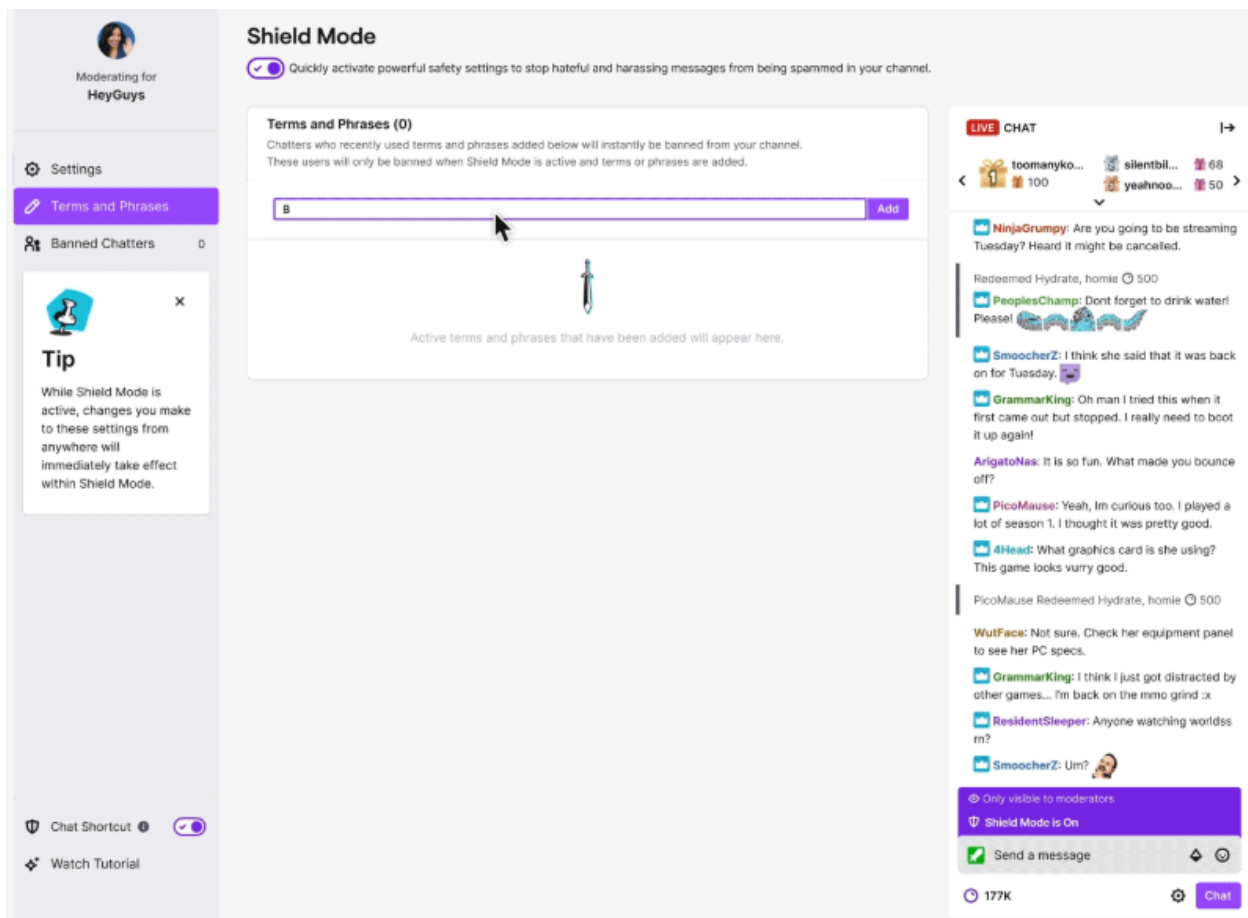 Moderating for
HeyGuys
Settings
Terms and Phrases
Banned Chatters 0
Tip
While Shield Mode is
active, changes you make
to these settings from
anywhere will
immediately take effect
within Shield Mode.
Chat Shortcut
Watch Tutorial
Shield Mode
Quickly activate powerful safety settings to stop hateful and harassing messages from being spammed in your channel.
Terms and Phrases (0)
Chatters who recently used terms and phrases added below will instantly be banned from your channel.
These users will only be banned when Shield Mode is active and terms or phrases are added.
B
Add
Active terms and phrases that have been added will appear here.
LIVE CHAT
1 toomanyko... 100
silentbil... 68
yeahnoo... 50
NinjaGrumpy: Are you going to be streaming
Tuesday? Heard it might be cancelled.
Redeemed Hydrate, homie 500
PeoplesChamp: Dont forget to drink water!
Please!
SmoocherZ: I think she said that it was back
on for Tuesday.
GrammarKing: Oh man I tried this when it
first came out but stopped. I really need to boot
it up again!
ArigatoNas: It is so fun. What made you bounce
off?
PicoMause: Yeah, Im curious too. I played a
lot of season 1. I thought it was pretty good.
4Head: What graphics card is she using?
This game looks vurry good.
PicoMause Redeemed Hydrate, homie 500
WutFace: Not sure. Check her equipment panel
to see her PC specs.
GrammarKing: I think I just got distracted by
other games... I'm back on the mmo grind :x
ResidentSleeper: Anyone watching worldss
rn?
SmoocherZ: Um?
Only visible to moderators
Shield Mode is On
Send a message
177K
Chat